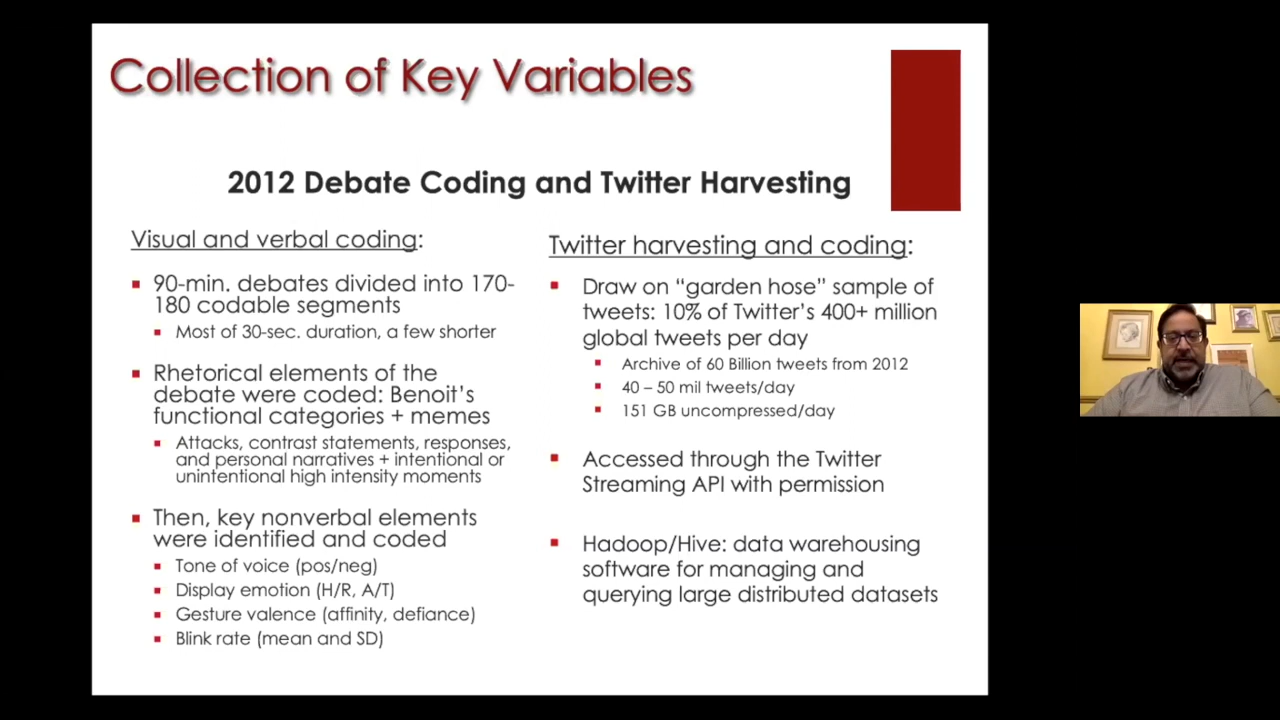 Collection of Key Variables
2012 Debate Coding and Twitter Harvesting
Visual and verbal coding:
90-min. debates divided into 170-
180 codable segments
Most of 30-sec. duration, a few shorter
Rhetorical elements of the
debate were coded: Benoit's
functional categories + memes
Attacks, contrast statements, responses,
and personal narratives + intentional or
unintentional high intensity moments
Then, key nonverbal elements
were identified and coded
Tone of voice (pos/neg)
Display emotion (H/R, A/T)
Gesture valence (affinity, defiance)
Blink rate (mean and SD)
Twitter harvesting and coding:
Draw on “garden hose” sample of
tweets: 10% of Twitter's 400+ million
global tweets per day
Archive of 60 Billion tweets from 2012
40 – 50 mil tweets/day
151 GB uncompressed/day
Accessed through the Twitter
Streaming API with permission
Hadoop/Hive: data warehousing
software for managing and
querying large distributed datasets